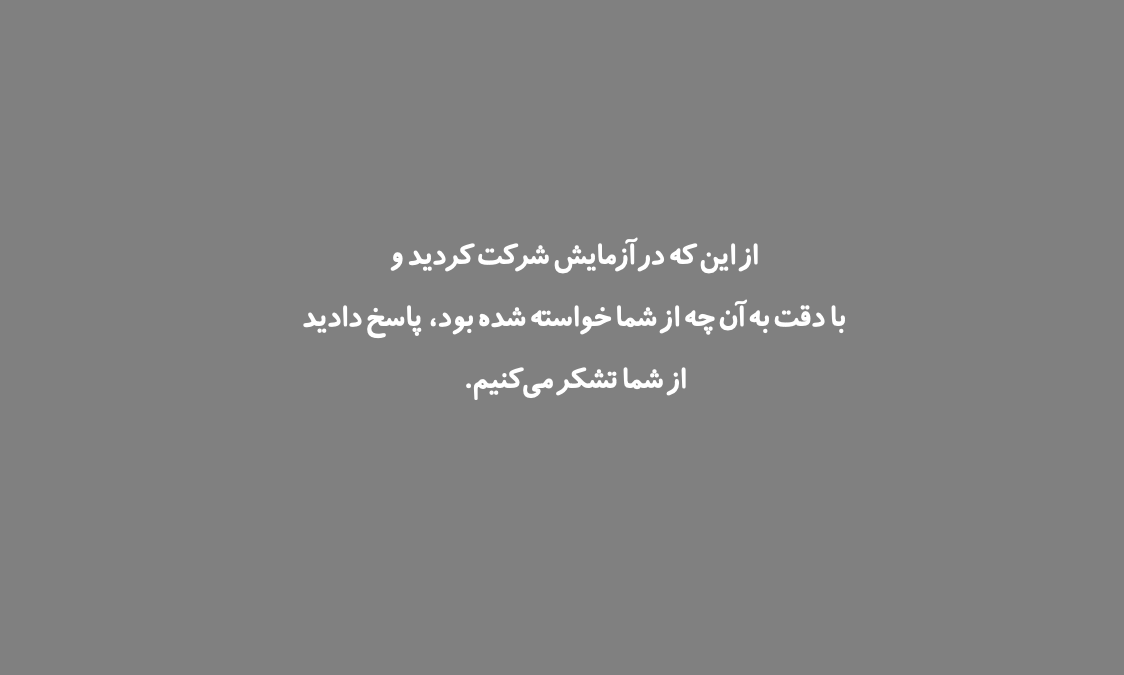 از این که در آزمایش شرکت کردید و
با دقت به آن چه از شما خواسته شده بود، پاسخ دادید
از شما تشکر می‌کنیم.